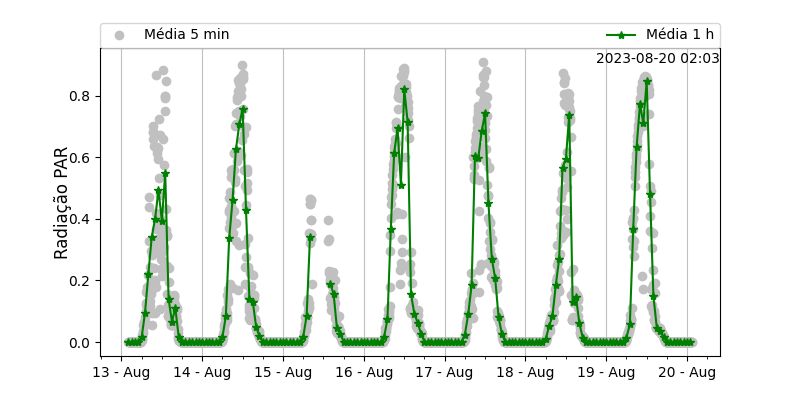 Média 5 min
Média 1 h
2023-08-20 02:03
Radiação PAR
0.8
0.6
0.4
0.2
0.0
13 - Aug
14 - Aug
15 - Aug
16 - Aug
17 - Aug
18 - Aug
19 - Aug
20 - Aug